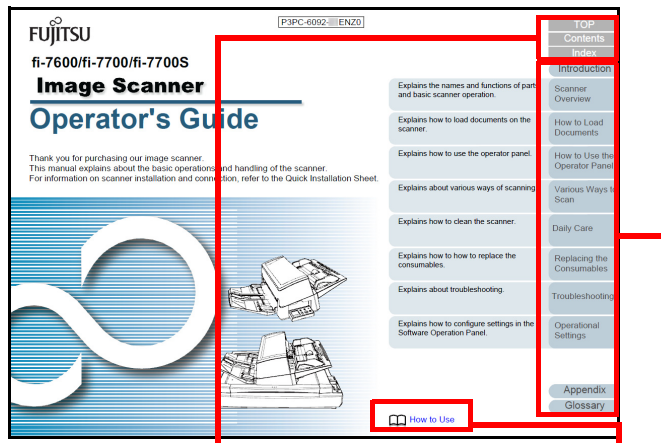 P3PC-6092- ENZ0
FUJITSU
fi-7600/fi-7700/fi-7700S
Image Scanner
Operator's Guide
Thank you for purchasing our image scanner.
This manual explains about the basic operations and handling of the scanner.
For information on scanner installation and connection, refer to the Quick Installation Sheet.
TOP
Contents
Index
Introduction
Explains the names and functions of parts
and basic scanner operation.
Scanner
Overview
Explains how to load documents on the
scanner.
How to Load
Documents
Explains how to use the operator panel.
How to Use the
Operator Panel
Explains about various ways of scanning.
Various Ways to
Scan
Explains how to clean the scanner.
Daily Care
Explains how to how to replace the
consumables.
Replacing the
Consumables
Explains about troubleshooting.
Troubleshooting
Explains how to configure settings in the
Software Operation Panel.
Operational
Settings
Appendix
Glossary
How to Use